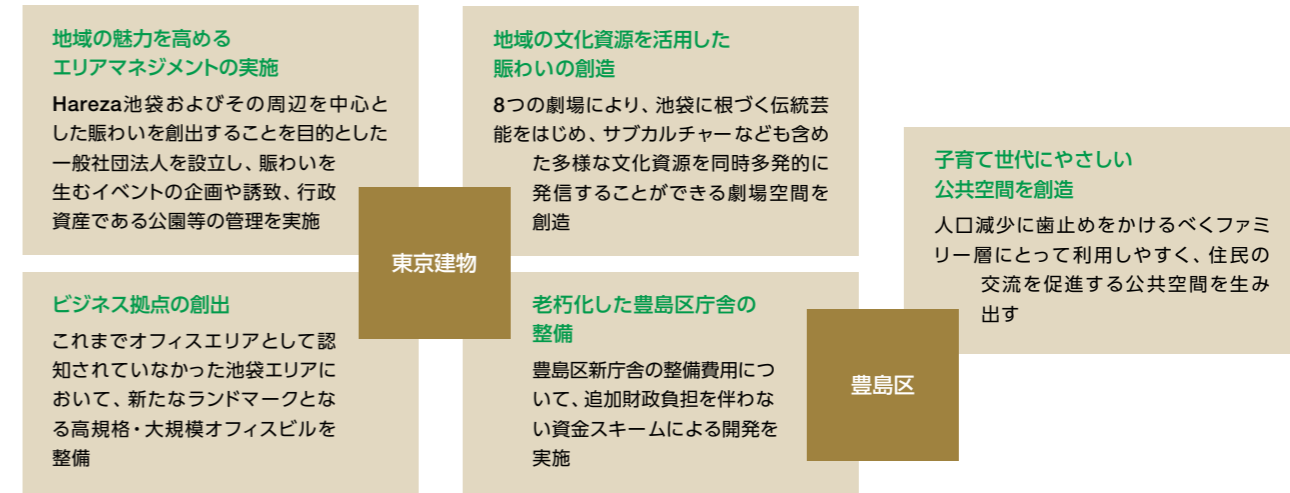 地域の魅力を高める
エリアマネジメントの実施
Hareza池袋およびその周辺を中心と
した賑わいを創出することを目的とした
一般社団法人を設立し、賑わいを
生むイベントの企画や誘致、行政
資産である公園等の管理を実施
地域の文化資源を活用した
賑わいの創造
8つの劇場により、池袋に根づく伝統芸
能をはじめ、サブカルチャーなども含め
た多様な文化資源を同時多発的に
発信することができる劇場空間を
創造
東京建物
ビジネス拠点の創出
これまでオフィスエリアとして認
知されていなかった池袋エリアに
おいて、新たなランドマークとな
る高規格・大規模オフィスビルを
整備
老朽化した豊島区庁舎の
整備
豊島区新庁舎の整備費用につ
いて、追加財政負担を伴わな
い資金スキームによる開発を
実施
豊島区
子育て世代にやさしい
公共空間を創造
人口減少に歯止めをかけるべくファミ
リー層にとって利用しやすく、住民の
交流を促進する公共空間を生み
出す